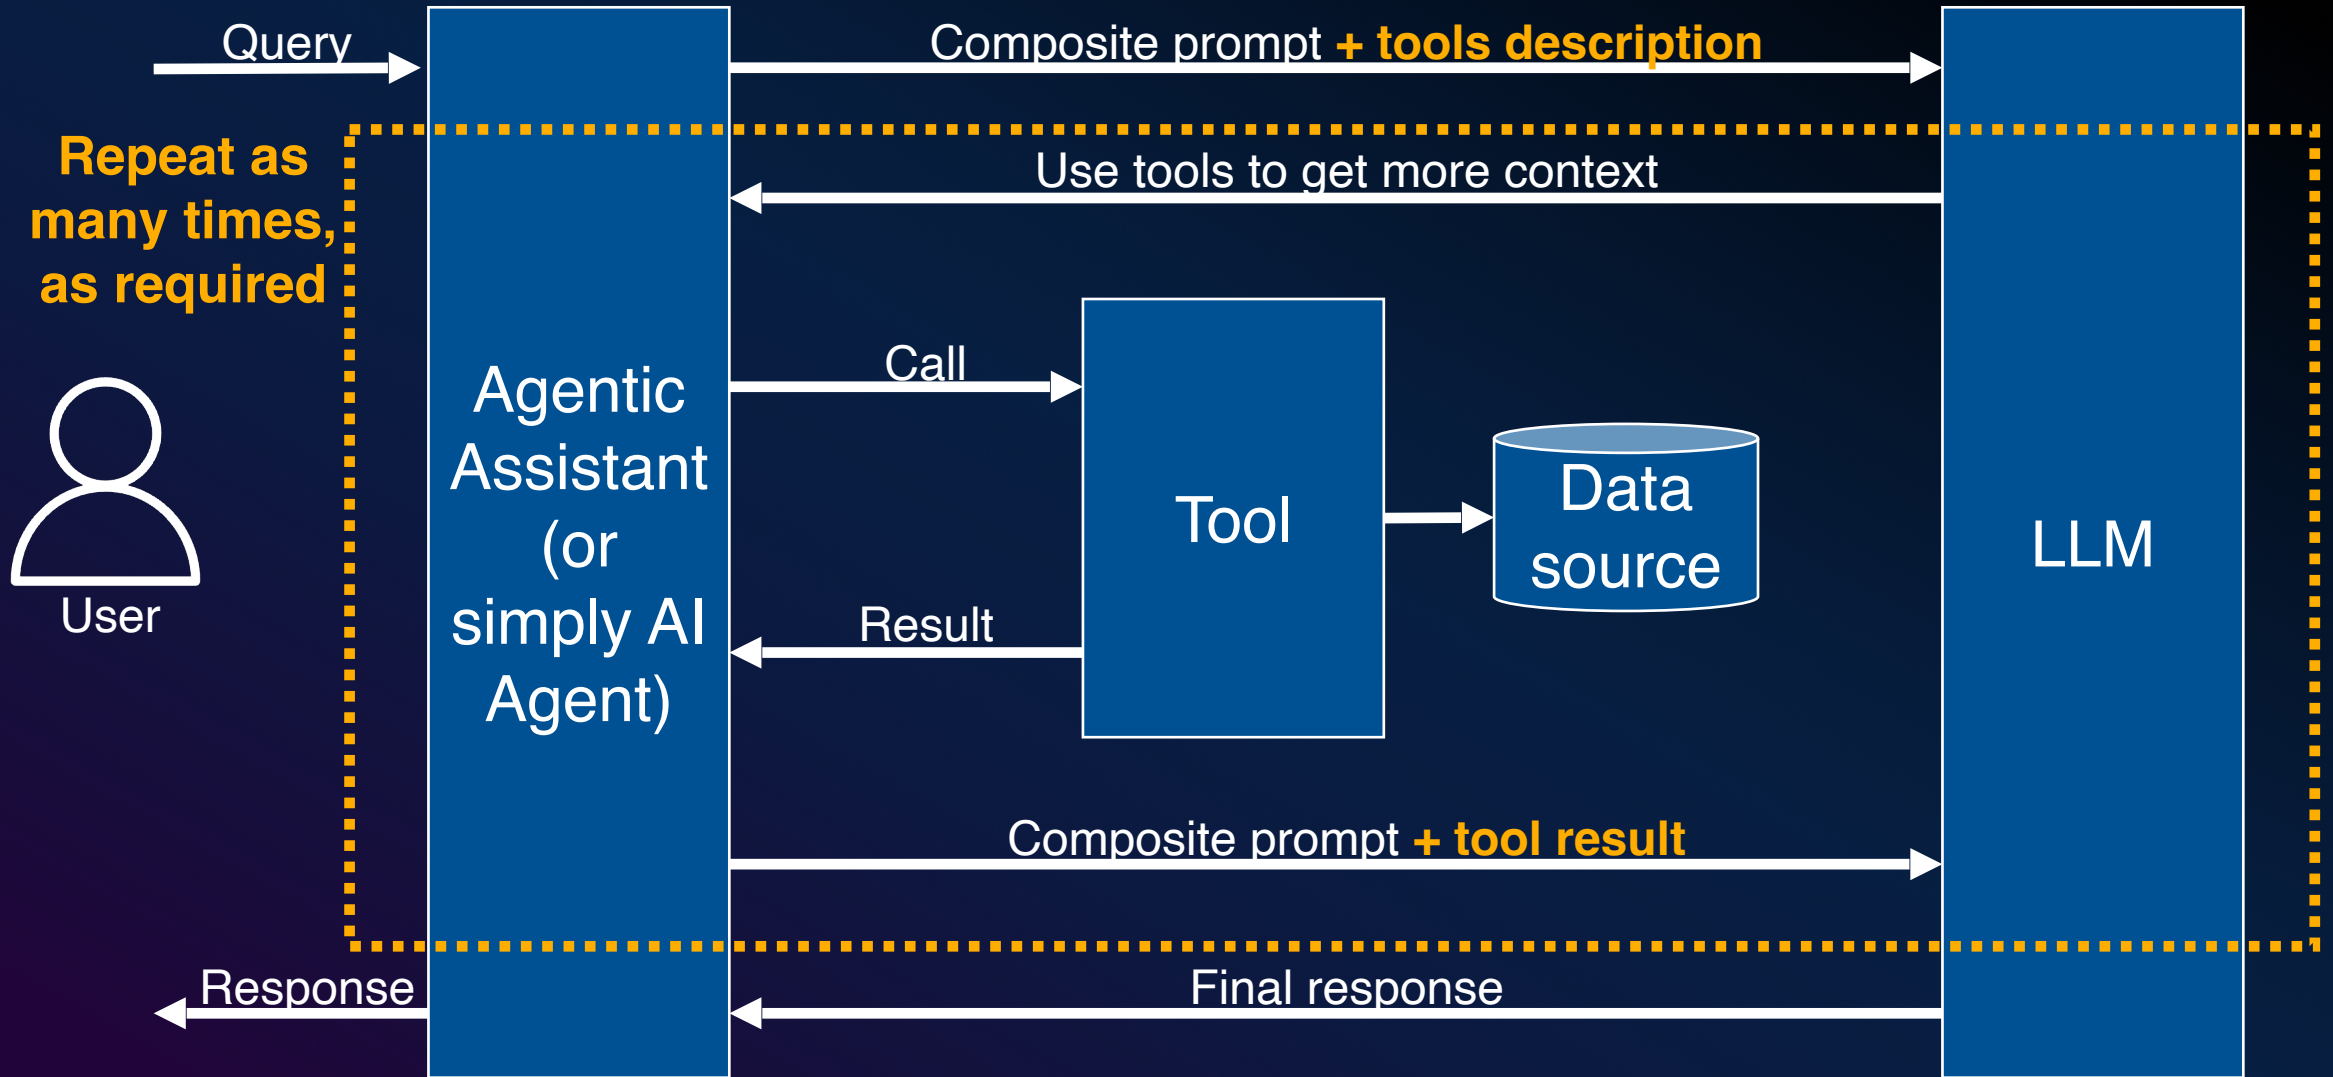 Query
Composite prompt + tools description
Repeat as
many times,
as required
Use tools to get more context
Call
Agentic
Assistant
(or
simply AI
Agent)
Tool
Data
source
LLM
User
Result
Composite prompt + tool result
Response
Final response